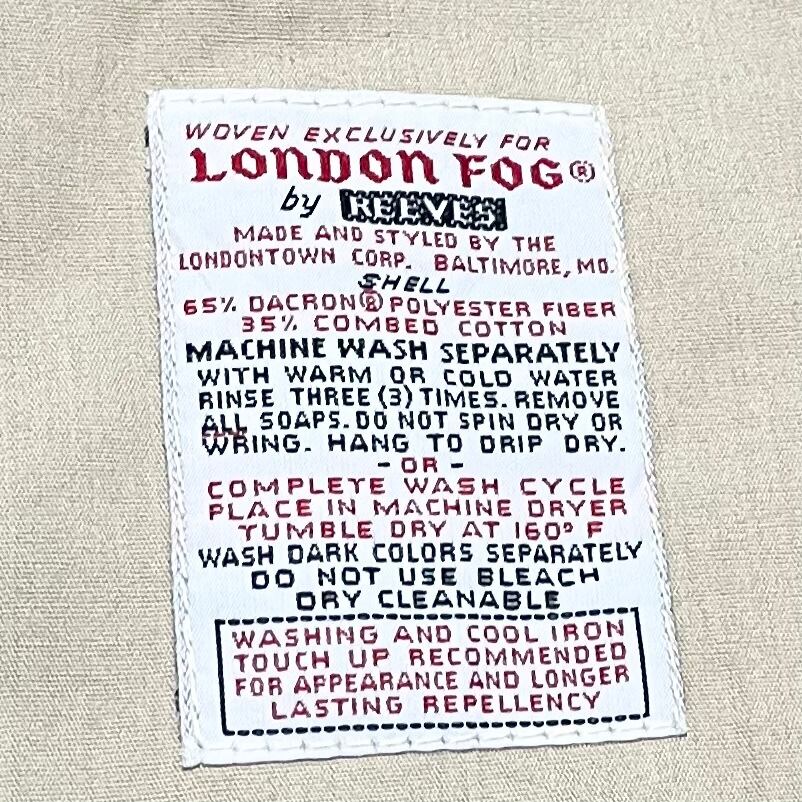 WOVEN EXCLUSIVELY FOR
LONDON FOG®
by REEVES
MADE AND STYLED BY THE
LONDONTOWN CORP. BALTIMORE, MD.
SHELL
65% DACRON® POLYESTER FIBER
35% COMBED COTTON
MACHINE WASH SEPARATELY
WITH WARM OR COLD WATER
RINSE THREE (3) TIMES. REMOVE
ALL SOAPS. DO NOT SPIN DRY OR
WRING. HANG TO DRIP DRY.
- OR -
COMPLETE WASH CYCLE
PLACE IN MACHINE DRYER
TUMBLE DRY AT 160° F
WASH DARK COLORS SEPARATELY
DO NOT USE BLEACH
DRY CLEANABLE
WASHING AND COOL IRON
TOUCH UP RECOMMENDED
FOR APPEARANCE AND LONGER
LASTING REPELLENCY